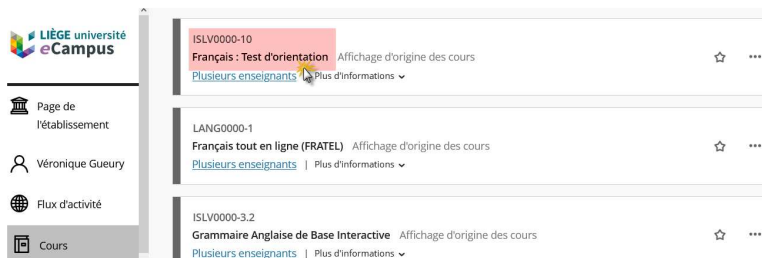 LIÈGE université
eCampus
Page de
l'établissement
Véronique Gueury
Flux d'activité
Cours
ISLV0000-10
Français : Test d'orientation Affichage d'origine des cours
Plusieurs enseignants | Plus d'informations
LANG0000-1
Français tout en ligne (FRATEL) Affichage d'origine des cours
Plusieurs enseignants | Plus d'informations
ISLV0000-3.2
Grammaire Anglaise de Base Interactive Affichage d'origine des cours
Plusieurs enseignants | Plus d'informations